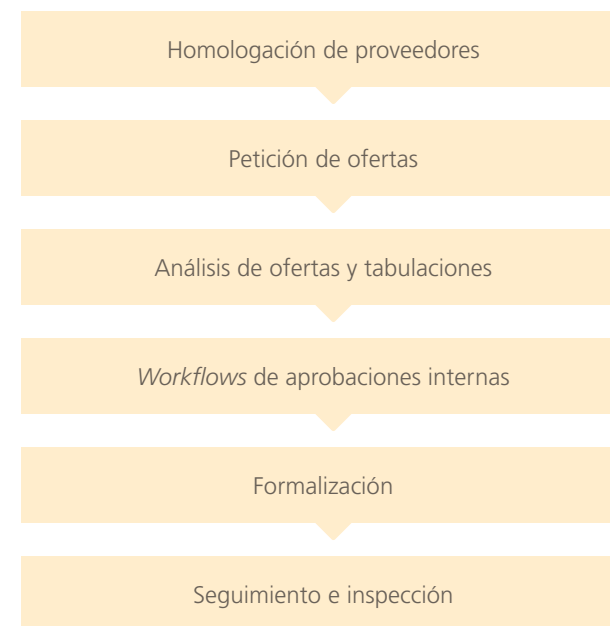 Homologación de proveedores
Petición de ofertas
Análisis de ofertas y tabulaciones
Workflows de aprobaciones internas
Formalización
Seguimiento e inspección